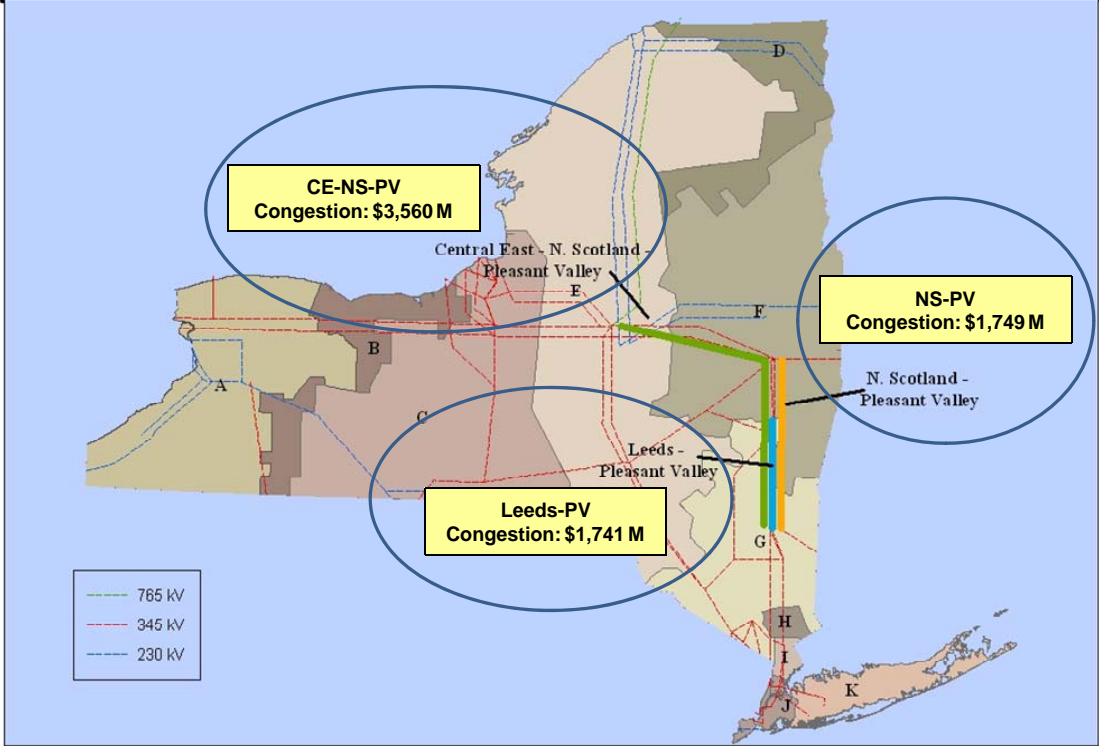 D
CE-NS-PV
Congestion: $3,560 M
Central East - N. Scotland -
Pleasant Valley
E
F
NS-PV
Congestion: $1,749 M
B
A
N. Scotland -
Pleasant Valley
C
Leeds -
Pleasant Valley
Leeds-PV
Congestion: $1,741 M
G
765 kV
345 kV
230 kV
H
I
K
J